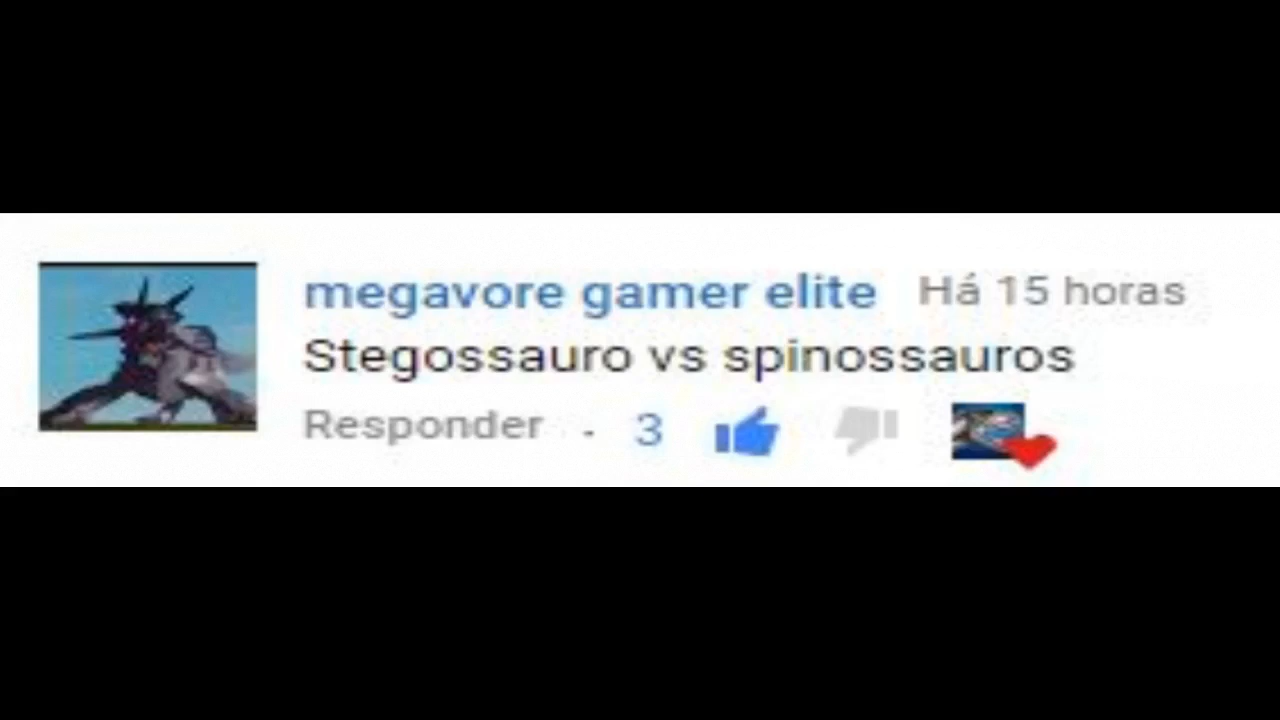 megavore gamer elite Há 15 horas
Stegossauro vs spinossauros
Responder . 3